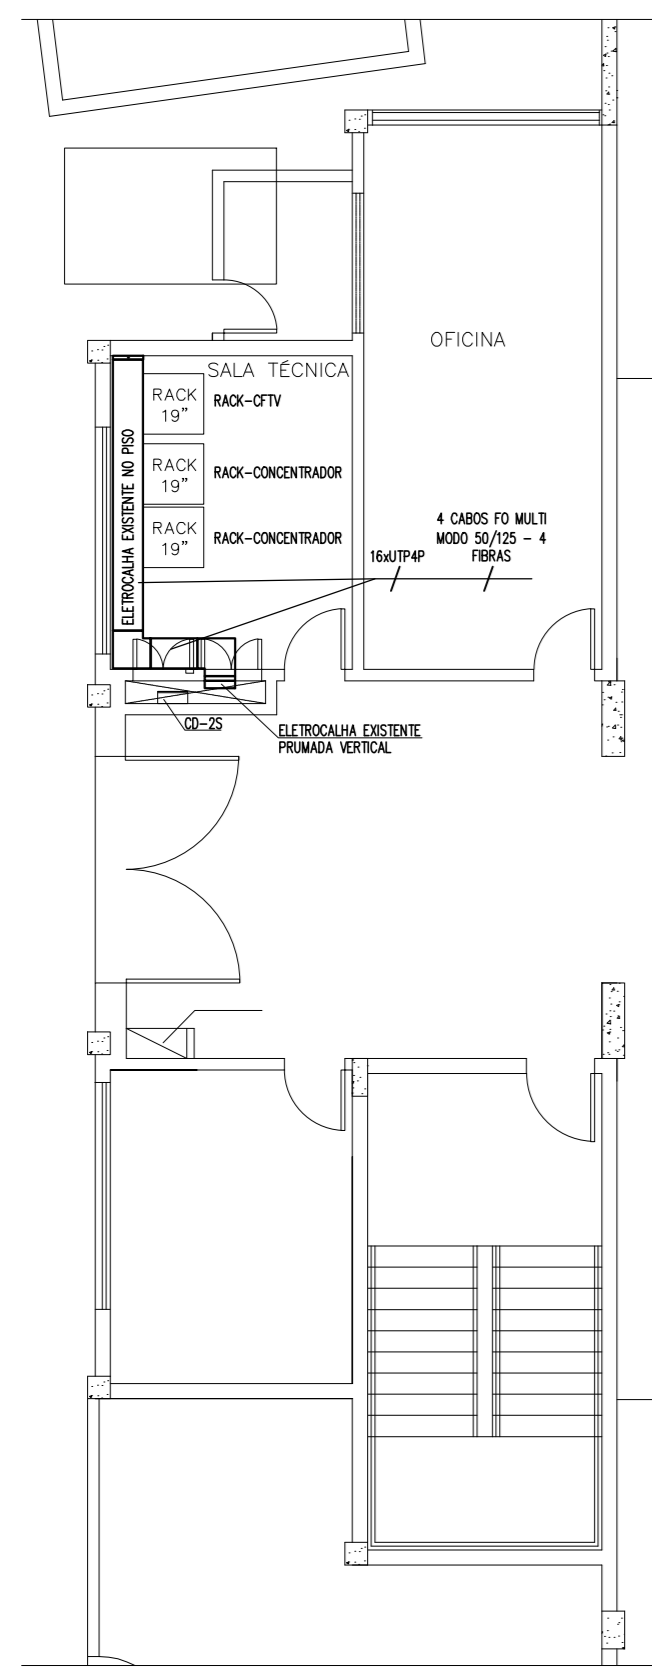 OFICINA
SALA TÉCNICA
RACK
19”
RACK-CFTV
RACK
19”
RACK-CONCENTRADOR
RACK
19”
RACK-CONCENTRADOR
ELETROCALHA EXISTENTE NO PISO
4 CABOS FO MULTI
MODO 50/125 - 4
FIBRAS
16xUTP4P
CD-2S
ELETROCALHA EXISTENTE
PRUMADA VERTICAL